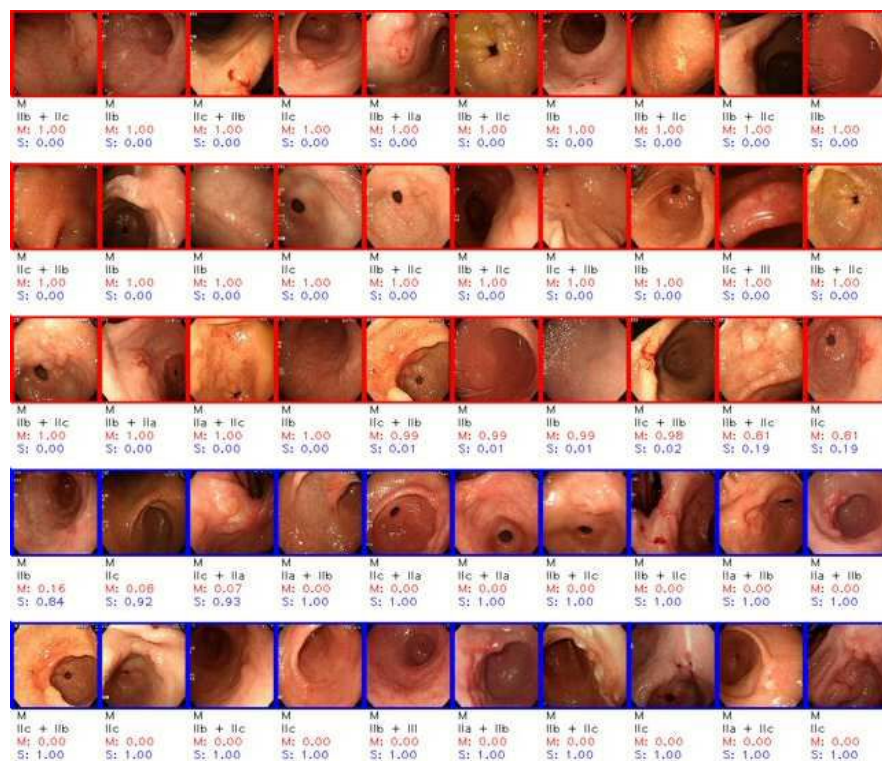 M M M M M M M M M M
IIb + IIc IIb IIc + IIb IIc IIb + IIa IIb + IIc IIb IIb + IIc IIb + IIc IIb
M: 1.00 M: 1.00 M: 1.00 M: 1.00 M: 1.00 M: 1.00 M: 1.00 M: 1.00 M: 1.00 M: 1.00
S: 0.00 S: 0.00 S: 0.00 S: 0.00 S: 0.00 S: 0.00 S: 0.00 S: 0.00 S: 0.00 S: 0.00
M M M M M M M M M M
IIc + IIb IIb IIb IIc IIc IIb + IIc IIc + IIb IIb IIc + III IIb + IIc
M: 1.00 M: 1.00 M: 1.00 M: 1.00 M: 1.00 M: 1.00 M: 1.00 M: 1.00 M: 1.00 M: 1.00
S: 0.00 S: 0.00 S: 0.00 S: 0.00 S: 0.00 S: 0.00 S: 0.00 S: 0.00 S: 0.00 S: 0.00
M M M M M M M M M M
IIb + IIc IIb + IIa IIa + IIc IIb IIc + IIb IIb IIb IIc + IIb IIb + IIc IIc
M: 1.00 M: 1.00 M: 1.00 M: 1.00 M: 0.99 M: 0.99 M: 0.99 M: 0.98 M: 0.81 M: 0.81
S: 0.00 S: 0.00 S: 0.00 S: 0.00 S: 0.01 S: 0.01 S: 0.01 S: 0.02 S: 0.19 S: 0.19
M M M M M M M M M M
IIb IIc IIc + IIa IIa + IIb IIc + IIa IIc + IIa IIb + IIc IIb + IIc IIa + IIb IIa + IIb
M: 0.16 M: 0.08 M: 0.07 M: 0.00 M: 0.00 M: 0.00 M: 0.00 M: 0.00 M: 0.00 M: 0.00
S: 0.84 S: 0.92 S: 0.93 S: 1.00 S: 1.00 S: 1.00 S: 1.00 S: 1.00 S: 1.00 S: 1.00
M M M M M M M M M M
IIc + IIb IIc IIb + IIc IIc IIb + III IIa + IIb IIb + IIc IIc IIa + IIc IIc
M: 0.00 M: 0.00 M: 0.00 M: 0.00 M: 0.00 M: 0.00 M: 0.00 M: 0.00 M: 0.00 M: 0.00
S: 1.00 S: 1.00 S: 1.00 S: 1.00 S: 1.00 S: 1.00 S: 1.00 S: 1.00 S: 1.00 S: 1.00